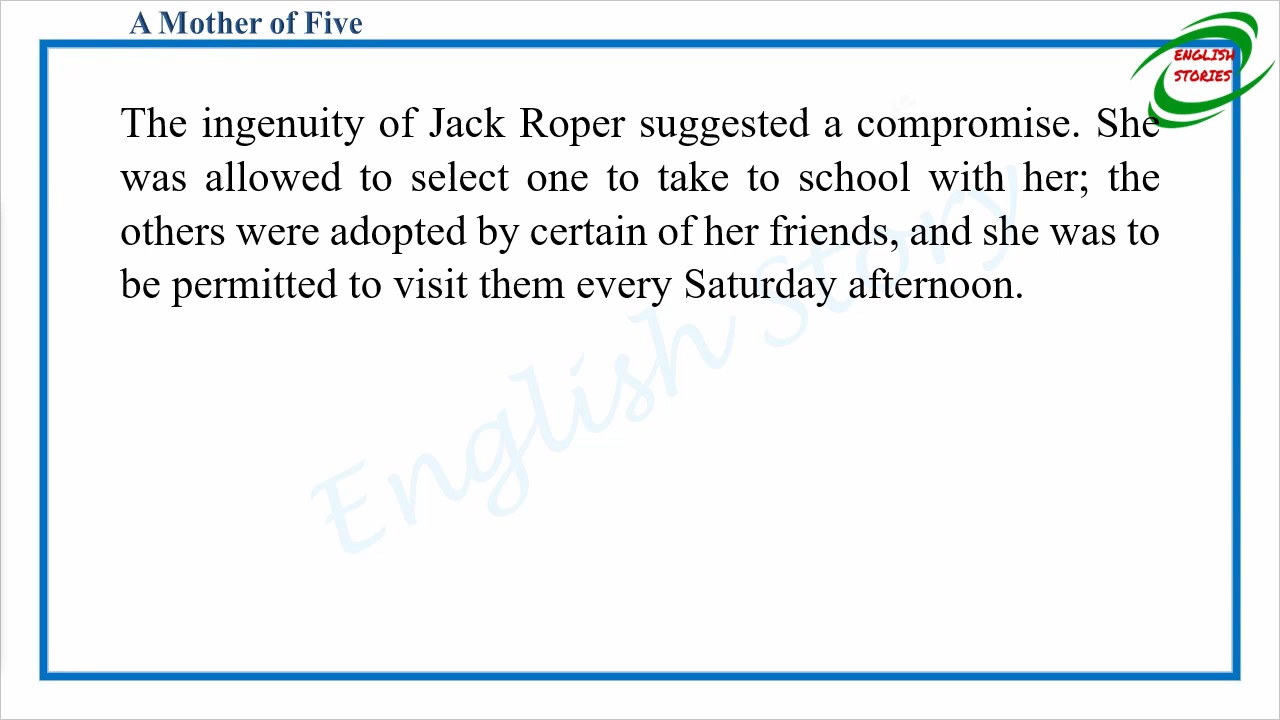 A Mother of Five
ENGLISH
STORIES
The ingenuity of Jack Roper suggested a compromise. She
was allowed to select one to take to school with her; the
others were adopted by certain of her friends, and she was to
be permitted to visit them every Saturday afternoon.
English Story